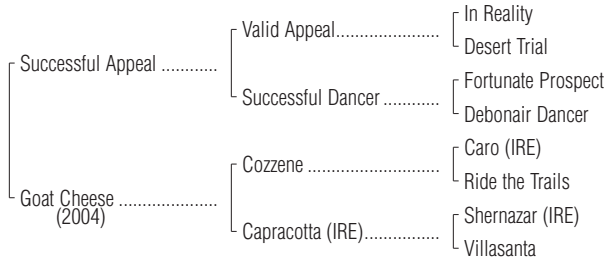 In Reality
Valid Appeal
Desert Trial
Successful Appeal
Fortunate Prospect
Successful Dancer
Debonair Dancer
Caro (IRE)
Cozzene
Ride the Trails
Goat Cheese
(2004)
Shernazar (IRE)
Capracotta (IRE)
Villasanta